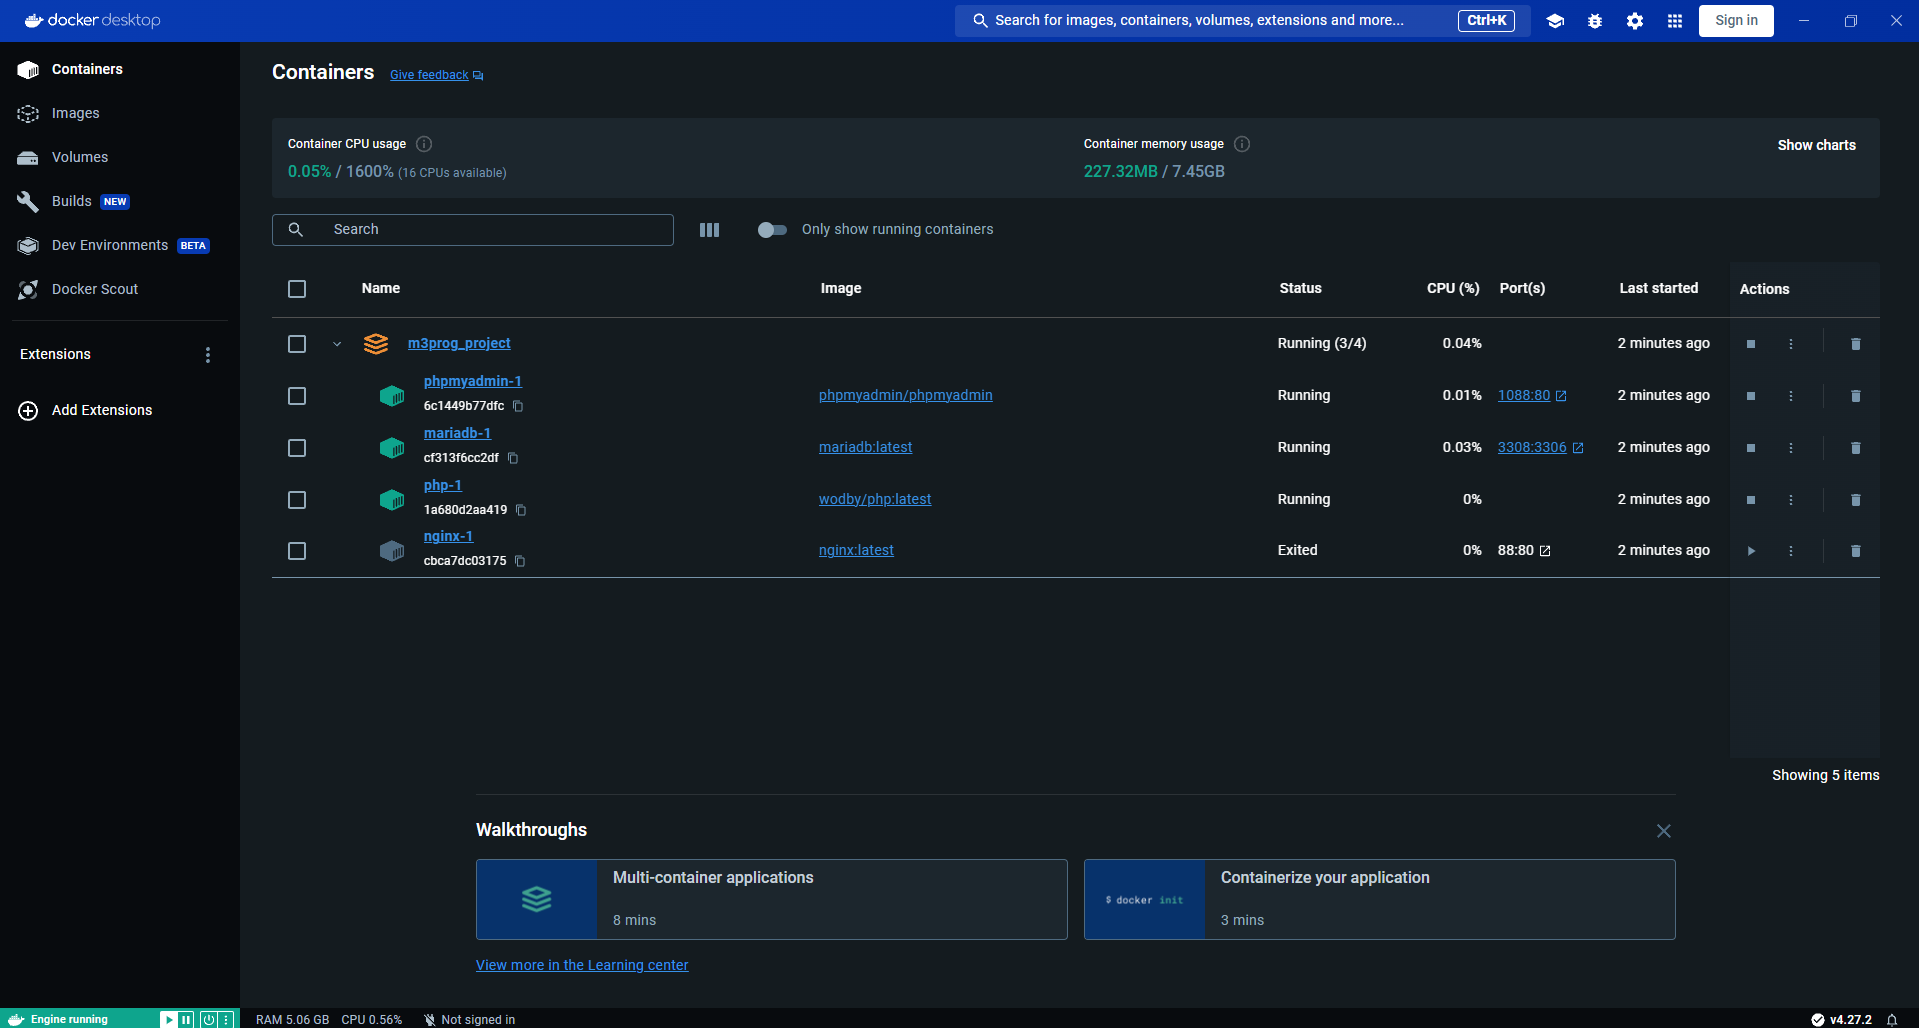 docker desktop
Search for images, containers, volumes, extensions and more...
Ctrl+K
Sign in
Containers
Images
Volumes
Builds NEW
Dev Environments BETA
Docker Scout
Extensions
Add Extensions
Containers
Give feedback
Container CPU usage
0.05% / 1600% (16 CPUs available)
Container memory usage
227.32MB / 7.45GB
Show charts
Search
Only show running containers
Name Image Status CPU (%) Port(s) Last started Actions
m3prog_project Running (3/4) 0.04% 2 minutes ago
phpmyadmin-1
6c1449b77dfc
phpmyadmin/phpmyadmin Running 0.01% 1088:80 2 minutes ago
mariadb-1
cf313f6cc2df
mariadb:latest Running 0.03% 3308:3306 2 minutes ago
php-1
1a680d2aa419
wodby/php:latest Running 0% 2 minutes ago
nginx-1
cbca7dc03175
nginx:latest Exited 0% 88:80 2 minutes ago
Showing 5 items
Walkthroughs
Multi-container applications
8 mins
$ docker init
Containerize your application
3 mins
View more in the Learning center
Engine running
RAM 5.06 GB CPU 0.56% Not signed in
v4.27.2